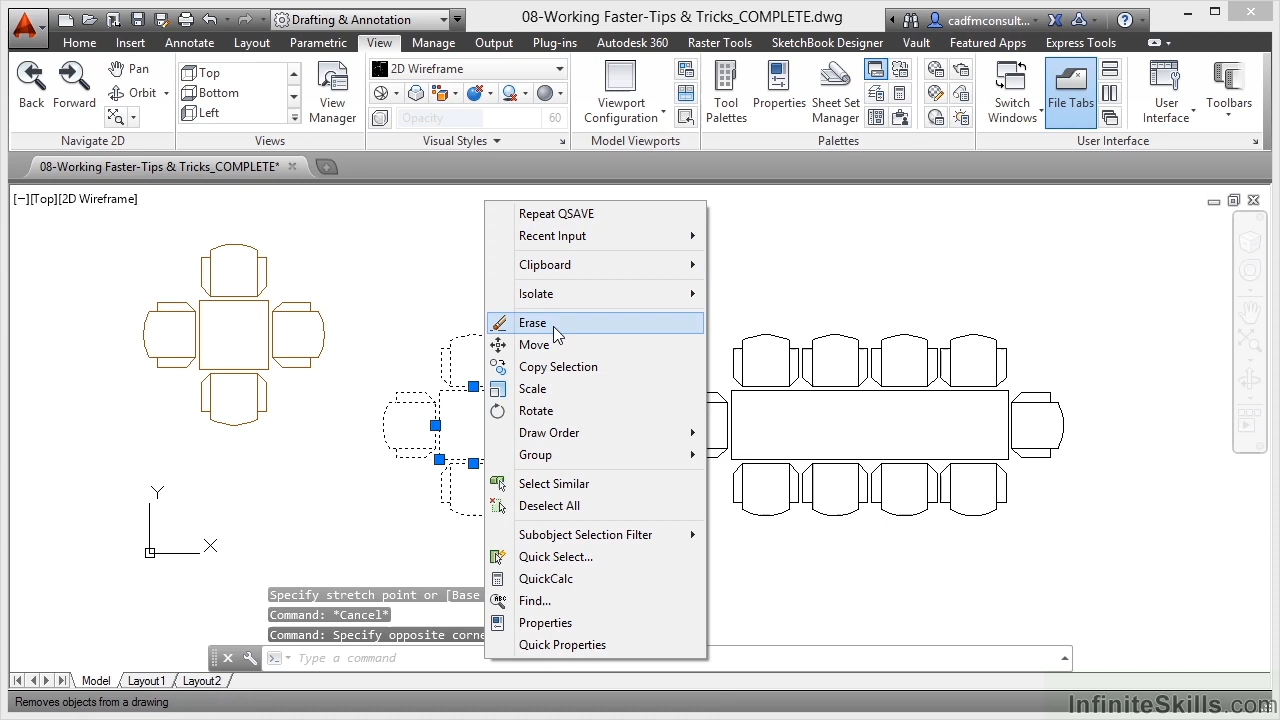 Drafting & Annotation
08-Working Faster-Tips & Tricks_COMPLETE.dwg
cadfmconsult...
Home Insert Annotate Layout Parametric View Manage Output Plug-ins Autodesk 360 Raster Tools SketchBook Designer Vault Featured Apps Express Tools
Back
Forward
Pan
Orbit
Navigate 2D
Top
Bottom
Left
View
Manager
Views
2D Wireframe
Opacity 60
Visual Styles
Viewport
Configuration
Model Viewports
Tool
Palettes
Properties
Sheet Set
Manager
Palettes
Switch
Windows
File Tabs
User
Interface
Toolbars
User Interface
08-Working Faster-Tips & Tricks_COMPLETE*
[−][Top][2D Wireframe]
Repeat QSAVE
Recent Input
Clipboard
Isolate
Erase
Move
Copy Selection
Scale
Rotate
Draw Order
Group
Select Similar
Deselect All
Subobject Selection Filter
Quick Select...
QuickCalc
Find...
Properties
Quick Properties
Y
X
Specify stretch point or [Base
Command: *Cancel*
Command: Specify opposite corne
Type a command
Model Layout1 Layout2
Removes objects from a drawing
InfiniteSkills.com